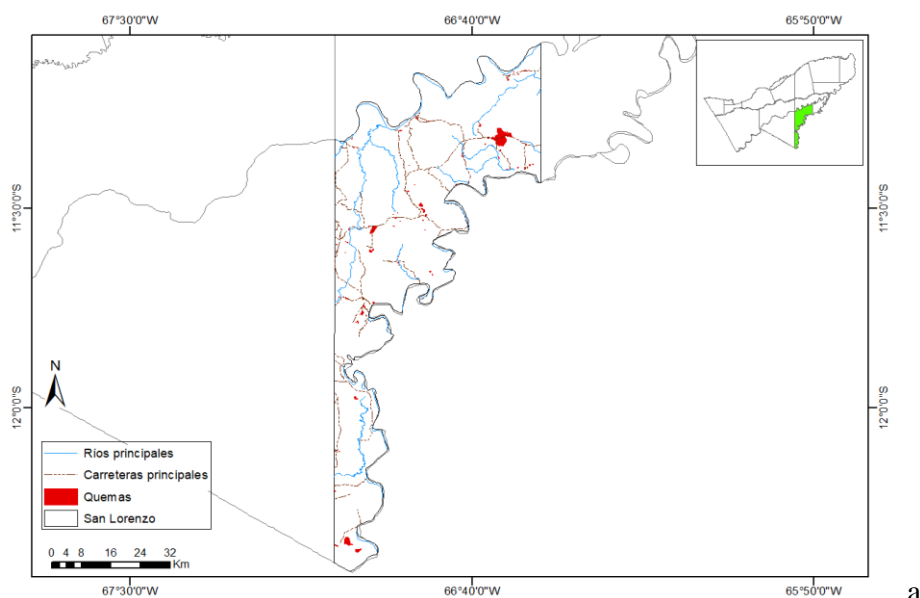 67°30'0"W 66°40'0"W 65°50'0"W
11°30'0"S 11°30'0"S
N
12°0'0"S 12°0'0"S
Ríos principales
Carreteras principales
Quemas
San Lorenzo
0 4 8 16 24 32
Km
67°30'0"W 66°40'0"W 65°50'0"W
a